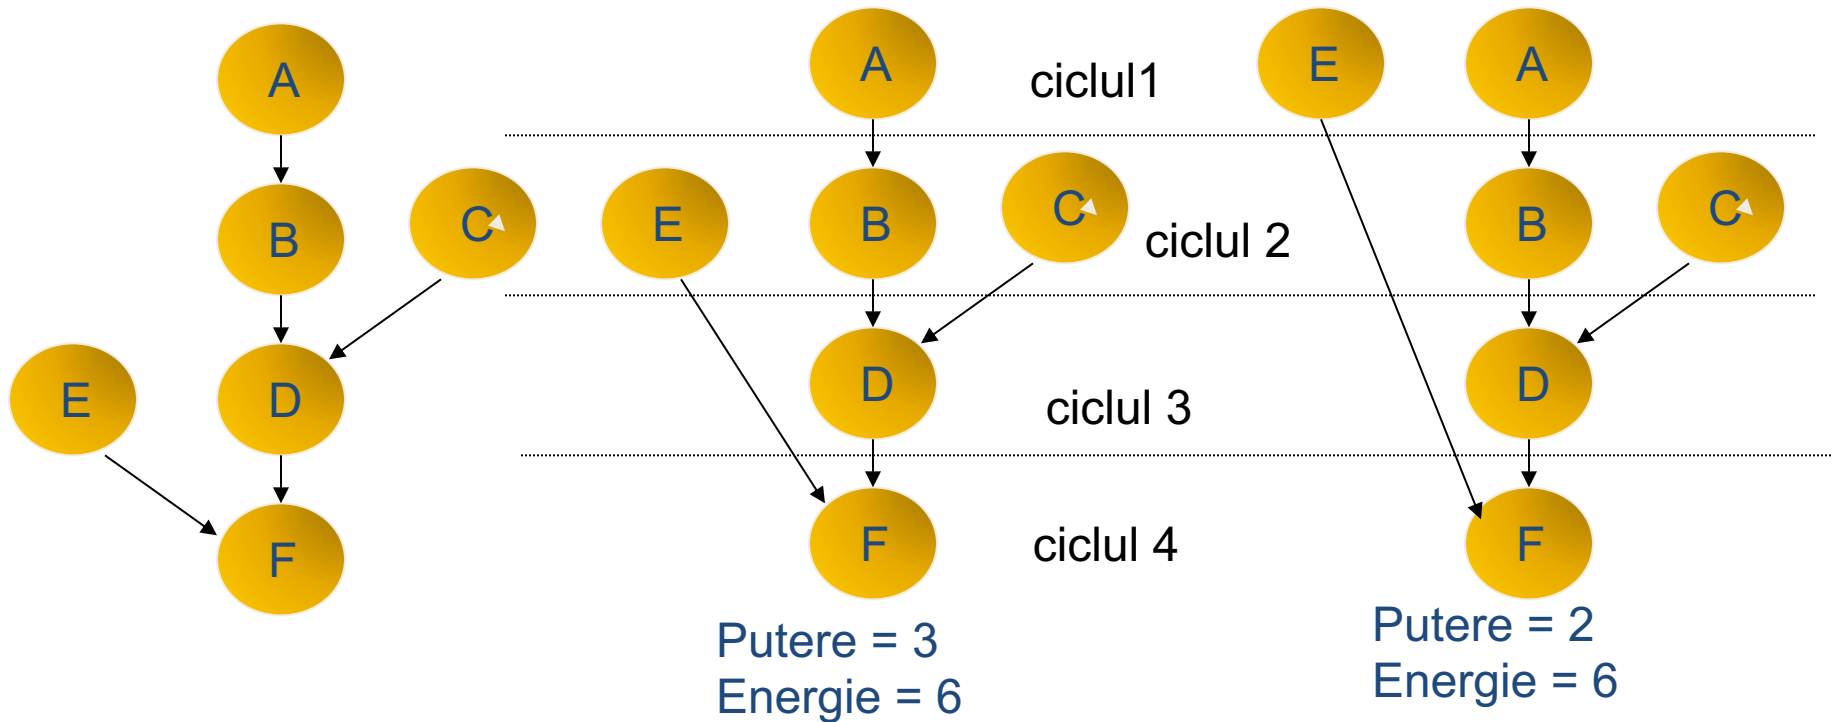 A
B
C
E
D
F
A
E
B
C
D
F
Putere = 3
Energie = 6
ciclul1
ciclul 2
ciclul 3
ciclul 4
E
A
B
C
D
F
Putere = 2
Energie = 6